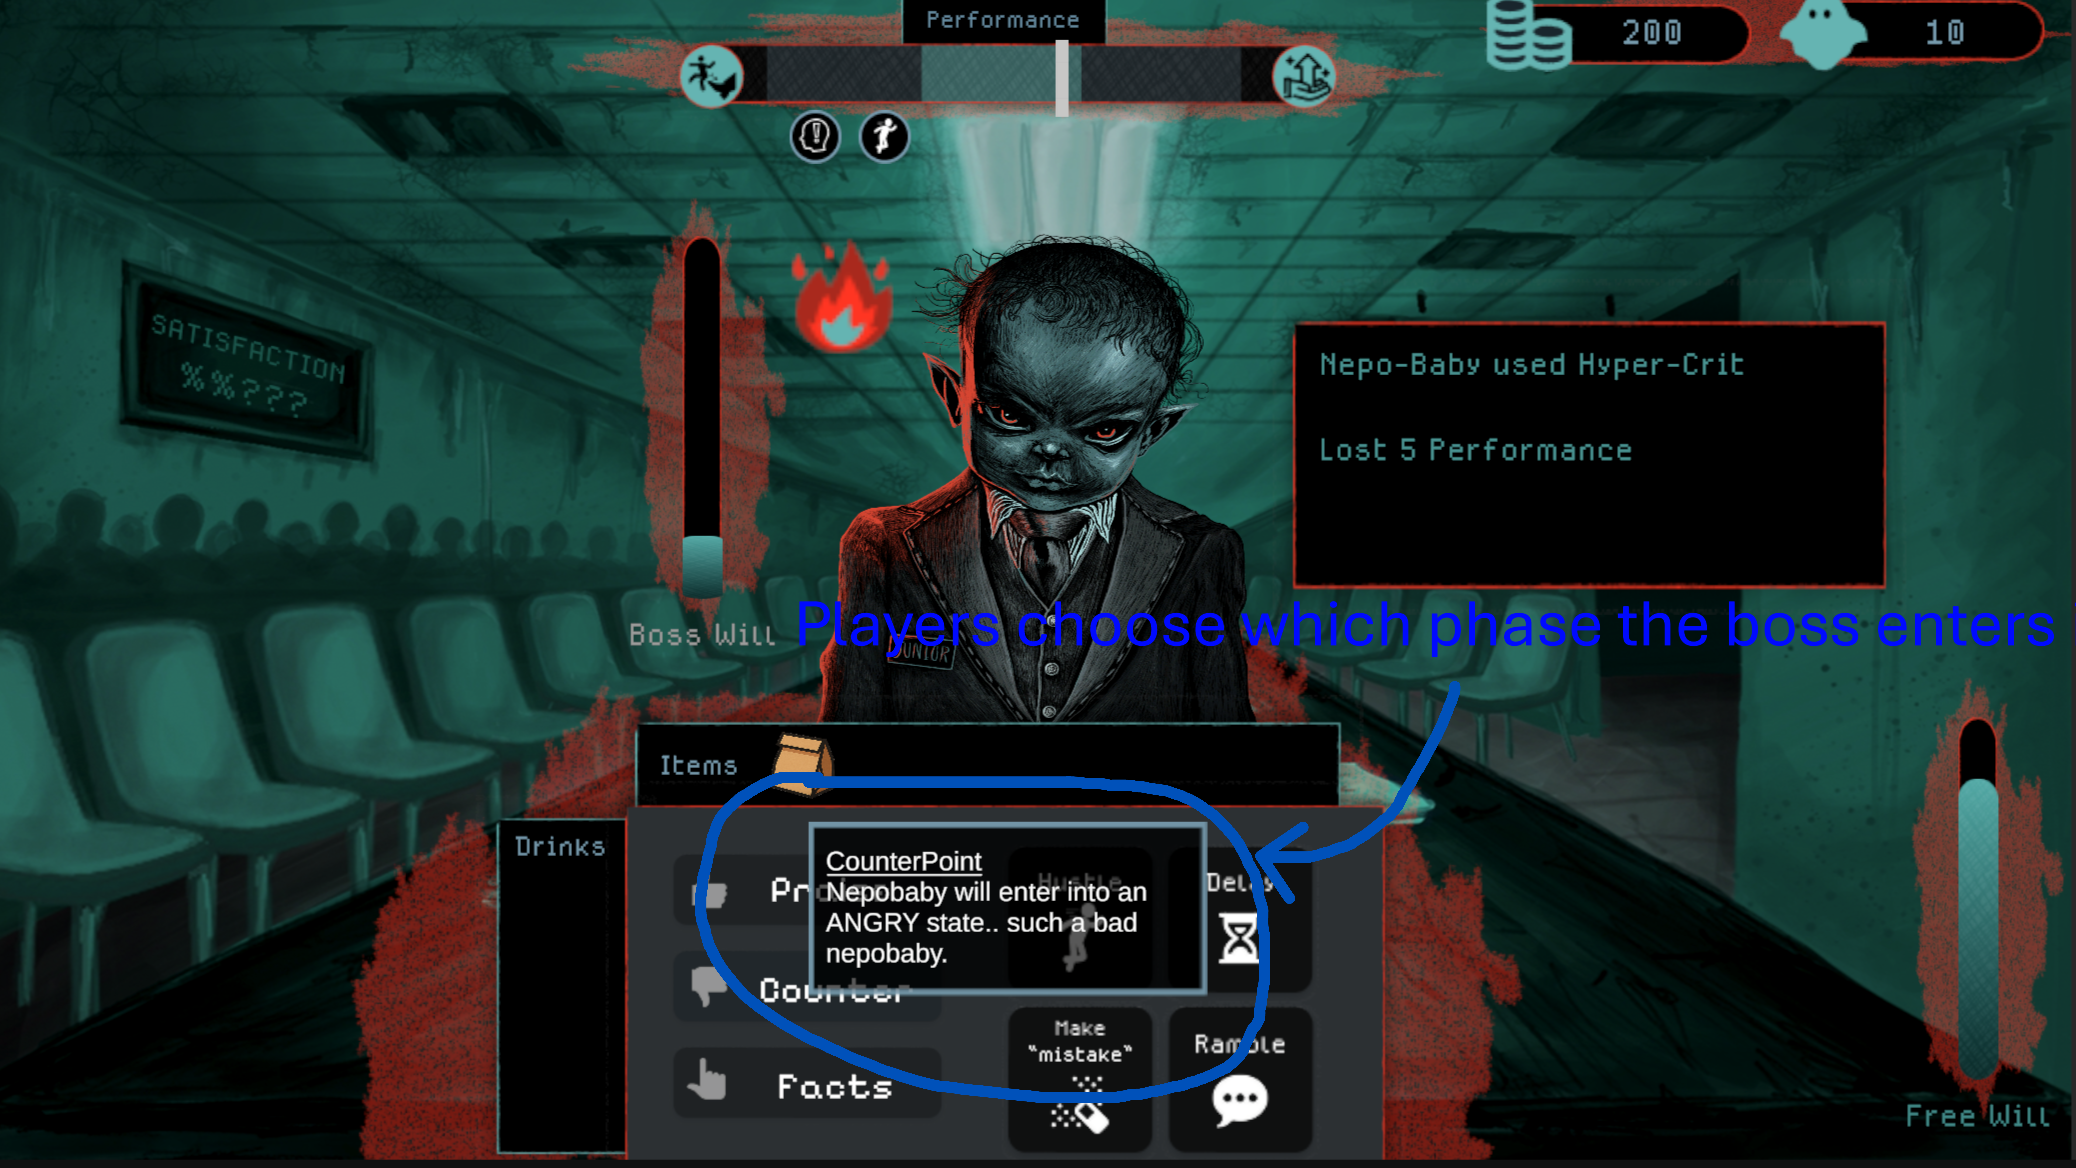 Performance
200
10
SATISFACTION
%%???
Nepo-Baby used Hyper-Crit
Lost 5 Performance
Boss Will
Players choose which phase the boss enters
JUNIOR
Items
Drinks
CounterPoint
Nepobaby will enter into an
ANGRY state.. such a bad
nepobaby.
Hustle
Delay
Counter
Make
"mistake"
Ramble
Facts
Free Will